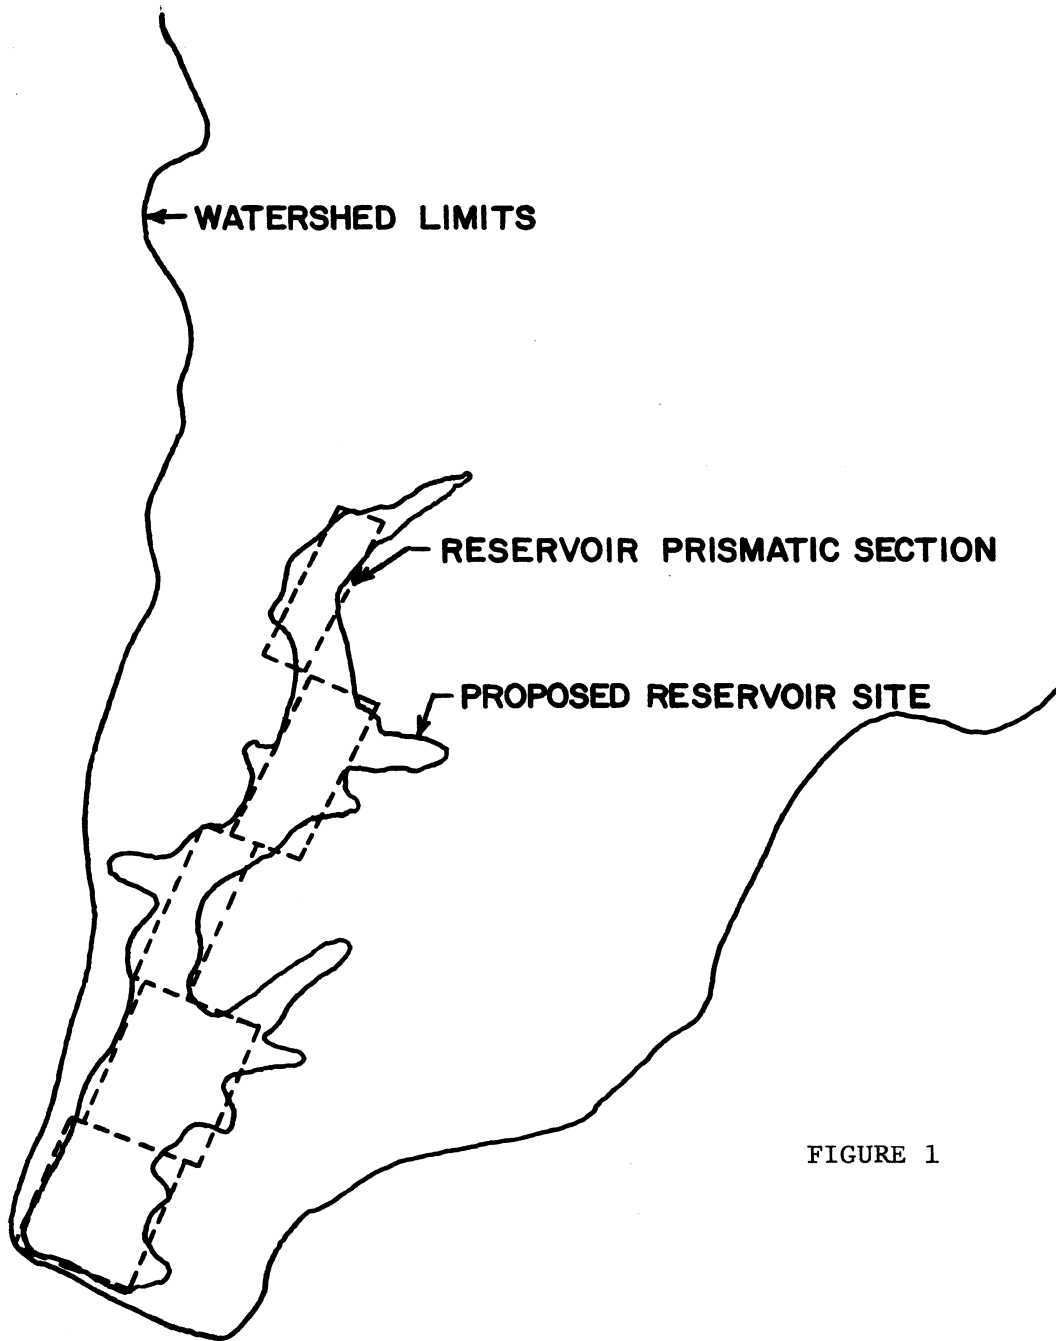 WATERSHED LIMITS
RESERVOIR PRISMATIC SECTION
PROPOSED RESERVOIR SITE
FIGURE 1